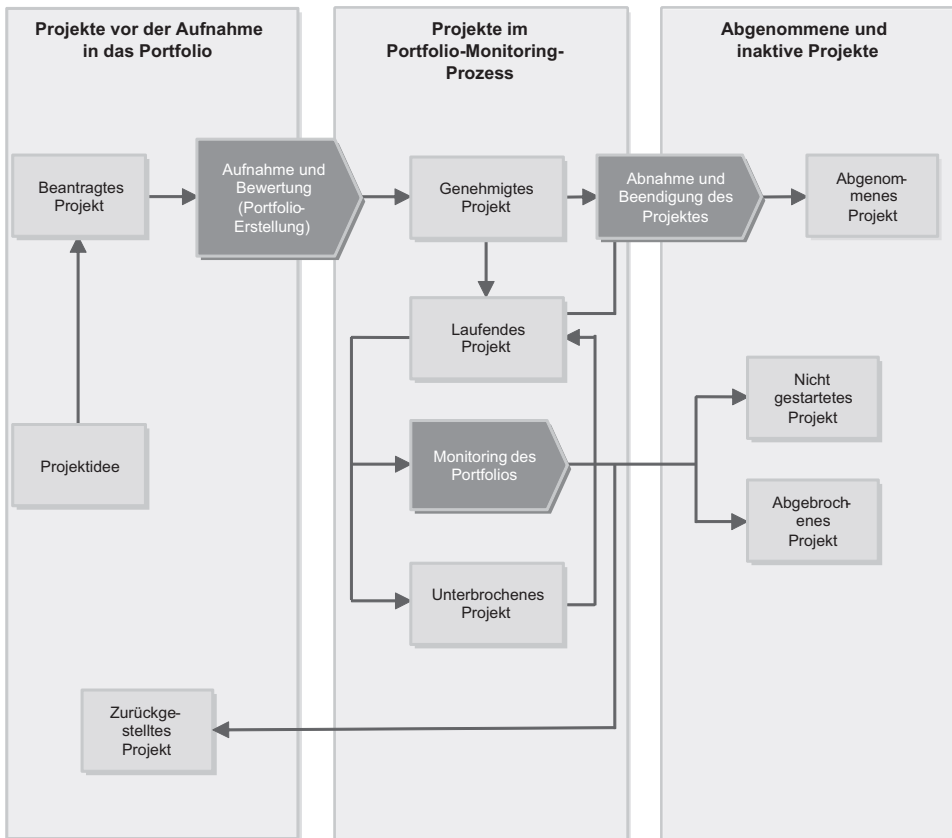 Projekte vor der Aufnahme
in das Portfolio
Projekte im
Portfolio-Monitoring-
Prozess
Abgenommene und
inaktive Projekte
Beantragtes
Projekt
Aufnahme und
Bewertung
(Portfolio-
Erstellung)
Genehmigtes
Projekt
Abnahme und
Beendigung des
Projektes
Abgenom-
menes
Projekt
Laufendes
Projekt
Nicht
gestartetes
Projekt
Projektidee
Monitoring des
Portfolios
Abgebroch-
enes
Projekt
Unterbrochenes
Projekt
Zurückge-
stelltes
Projekt